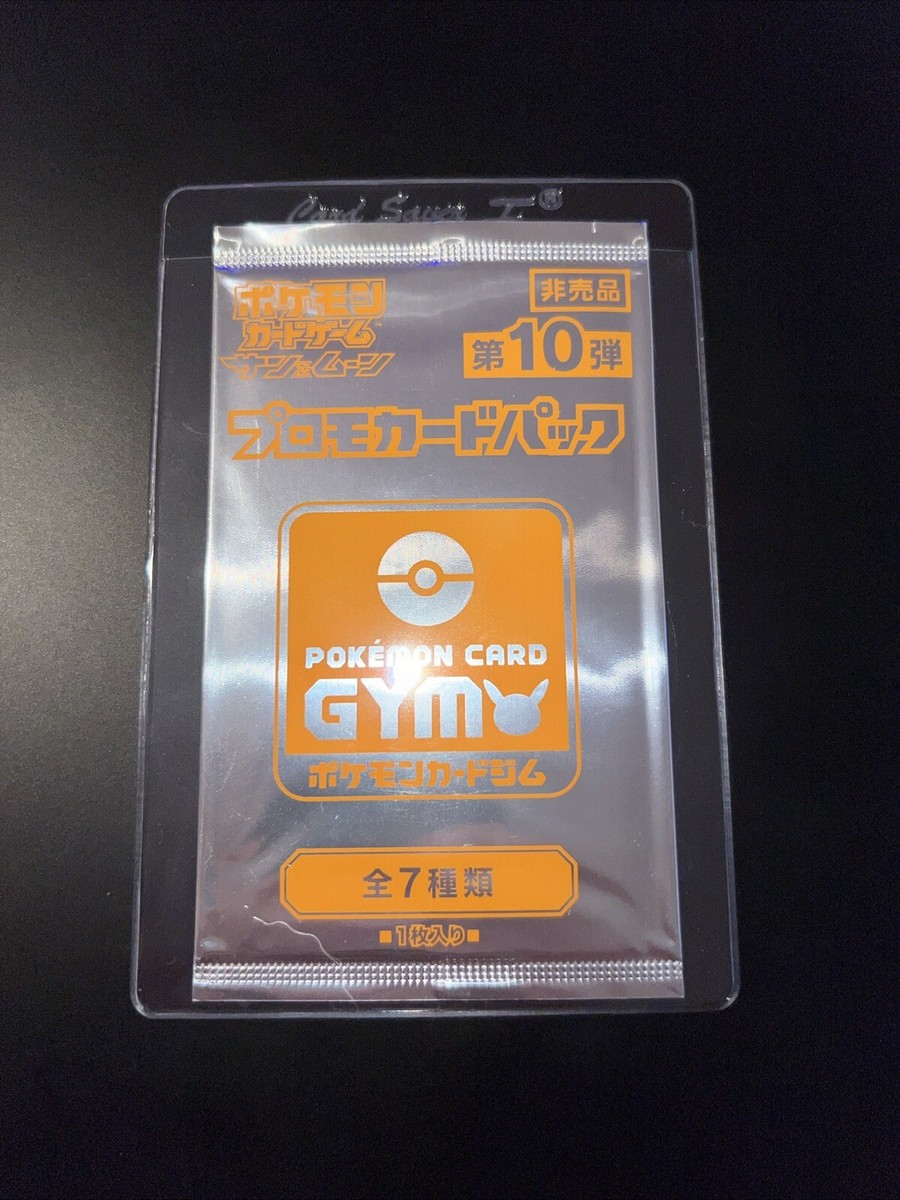 Card Saver I®
ポケモン
カードゲーム™
サン&ムーン
非売品
第10弾
プロモカードパック
POKÉMON CARD
GYM
ポケモンカードジム
全7種類
■1枚入り■